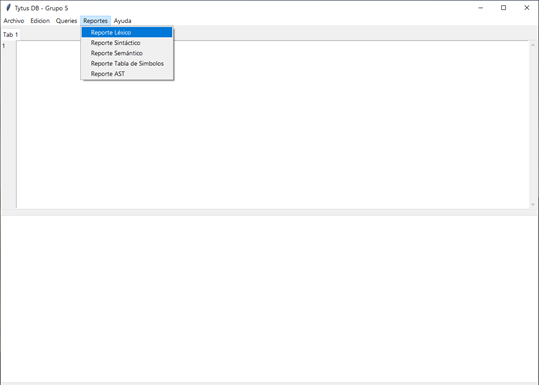 Tytus DB - Grupo 5
Archivo Edicion Queries Reportes Ayuda
Tab 1
1
Reporte Léxico
Reporte Sintáctico
Reporte Semántico
Reporte Tabla de Simbolos
Reporte AST